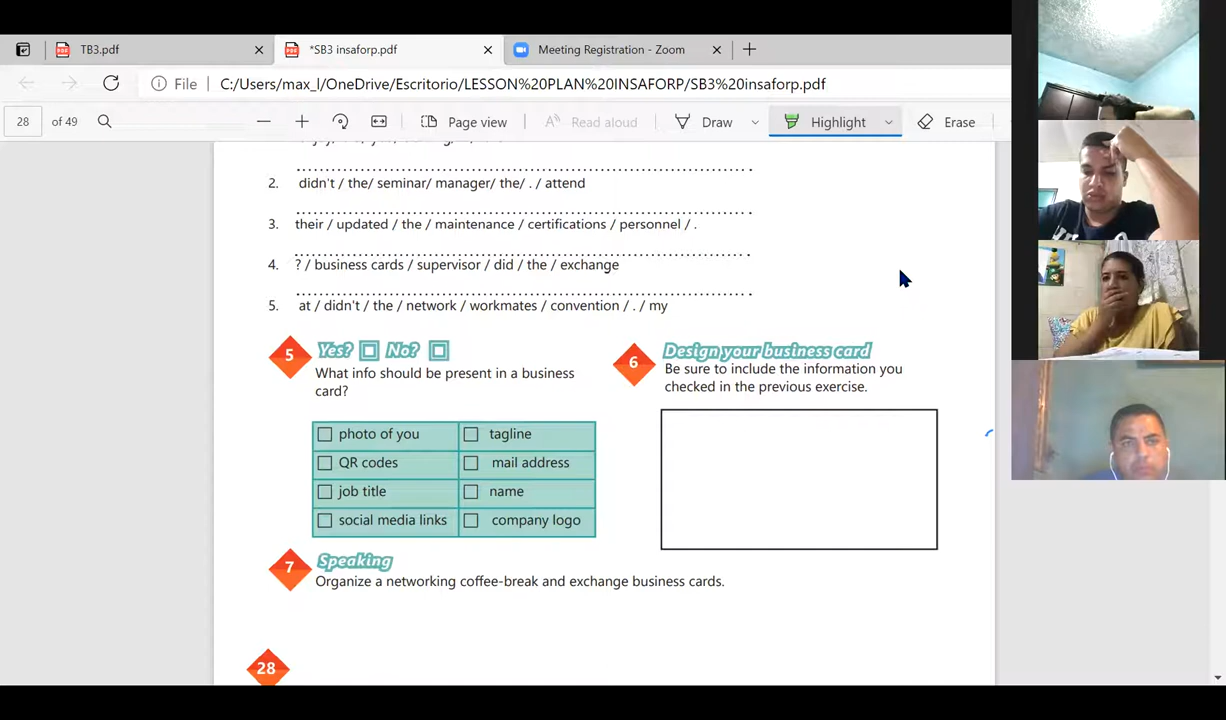 TB3.pdf
*SB3 insaforp.pdf
Meeting Registration - Zoom
File
C:/Users/max_l/OneDrive/Escritorio/LESSON%20PLAN%20INSAFORP/SB3%20insaforp.pdf
28 of 49
Page view
Read aloud
Draw
Highlight
Erase
2. didn't / the/ seminar/ manager/ the/ . / attend
3. their / updated / the / maintenance / certifications / personnel / .
4. ? / business cards / supervisor / did / the / exchange
5. at / didn't / the / network / workmates / convention / . / my
5 Yes? No?
What info should be present in a business
card?
photo of you tagline
QR codes mail address
job title name
social media links company logo
6 Design your business card
Be sure to include the information you
checked in the previous exercise.
7 Speaking
Organize a networking coffee-break and exchange business cards.
28